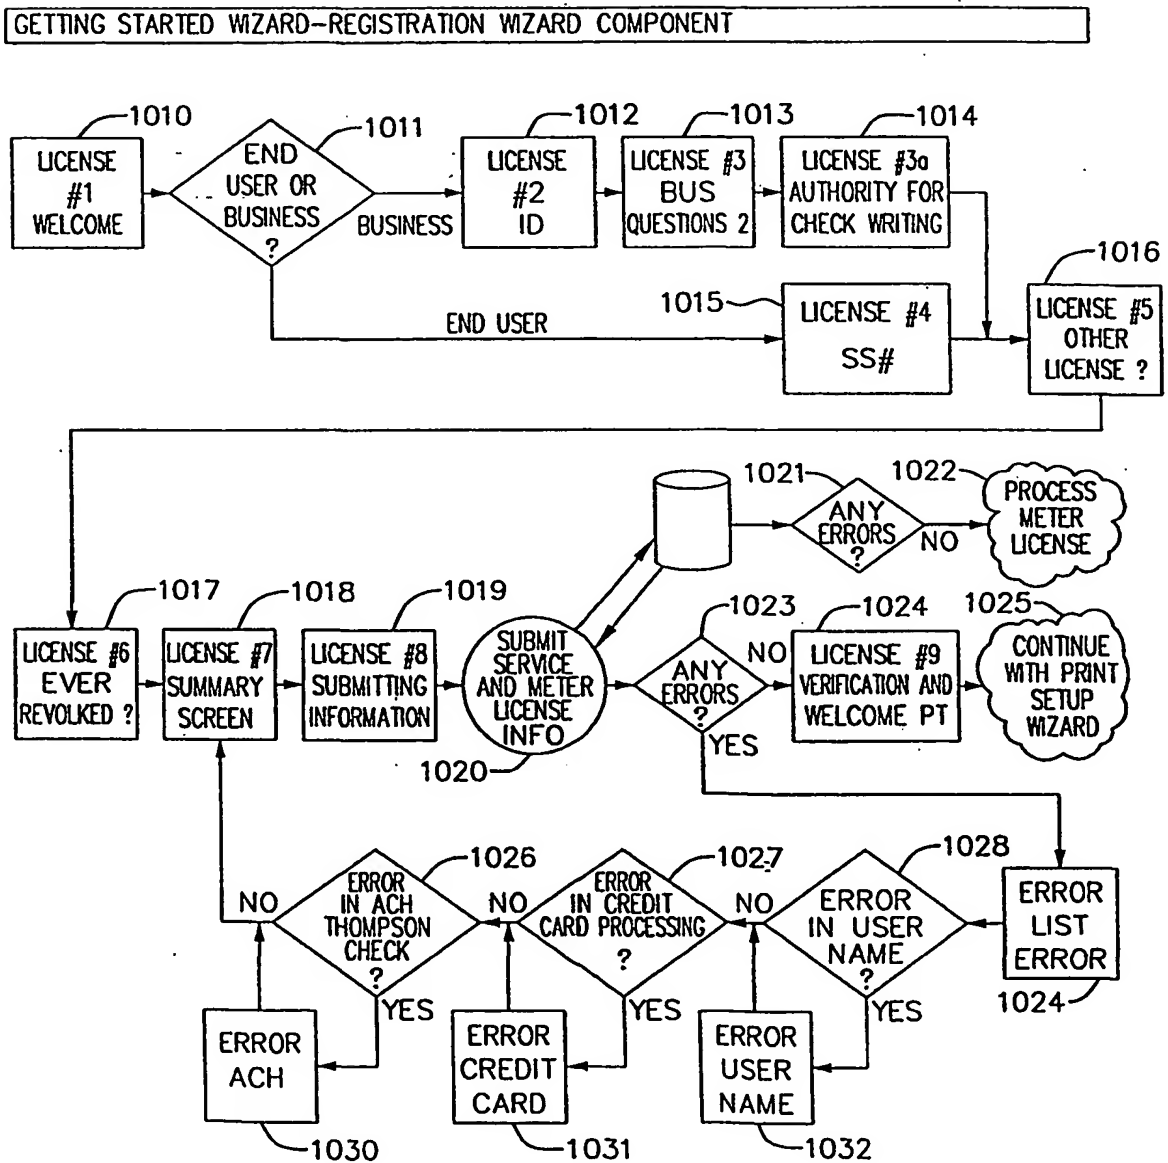 GETTING STARTED WIZARD-REGISTRATION WIZARD COMPONENT
1010
LICENSE
#1
WELCOME
1011
END
USER OR
BUSINESS
?
BUSINESS
END USER
1012
LICENSE
#2
ID
1013
LICENSE #3
BUS
QUESTIONS 2
1014
LICENSE #3a
AUTHORITY FOR
CHECK WRITING
1015
LICENSE #4
SS#
1016
LICENSE #5
OTHER
LICENSE ?
1017
LICENSE #6
EVER
REVOLKED ?
1018
LICENSE #7
SUMMARY
SCREEN
1019
LICENSE #8
SUBMITTING
INFORMATION
SUBMIT
SERVICE
AND METER
LICENSE
INFO
1020
1021
ANY
ERRORS
?
NO
1022
PROCESS
METER
LICENSE
1023
ANY
ERRORS
?
NO
YES
1024
LICENSE #9
VERIFICATION AND
WELCOME PT
1025
CONTINUE
WITH PRINT
SETUP
WIZARD
ERROR
LIST
ERROR
1024
1028
ERROR
IN USER
NAME
?
NO
YES
1027
ERROR
IN CREDIT
CARD PROCESSING
?
NO
YES
1026
ERROR
IN ACH
THOMPSON
CHECK
?
NO
YES
ERROR
ACH
1030
ERROR
CREDIT
CARD
1031
ERROR
USER
NAME
1032